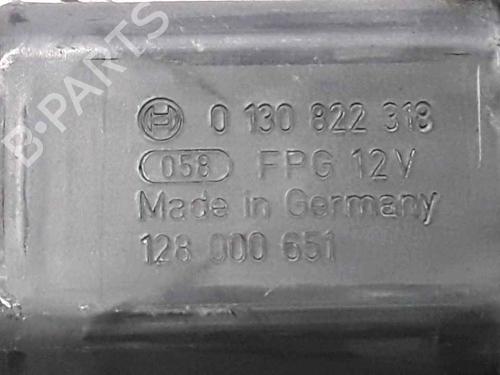 B-PARTS
0 130 822 318
058 FPG 12V
Made in Germany
128 000 651